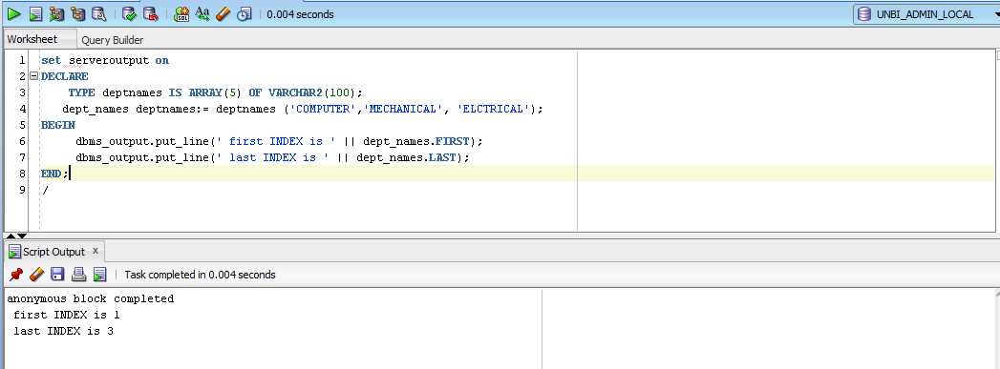 0.004 seconds
UNBI_ADMIN_LOCAL
Worksheet
Query Builder
1 set serveroutput on
2 DECLARE
3 TYPE deptnames IS ARRAY(5) OF VARCHAR2(100);
4 dept_names deptnames:= deptnames ('COMPUTER','MECHANICAL', 'ELCTRICAL');
5 BEGIN
6 dbms_output.put_line(' first INDEX is ' || dept_names.FIRST);
7 dbms_output.put_line(' last INDEX is ' || dept_names.LAST);
8 END;
9 /
Script Output x
Task completed in 0.004 seconds
anonymous block completed
first INDEX is 1
last INDEX is 3